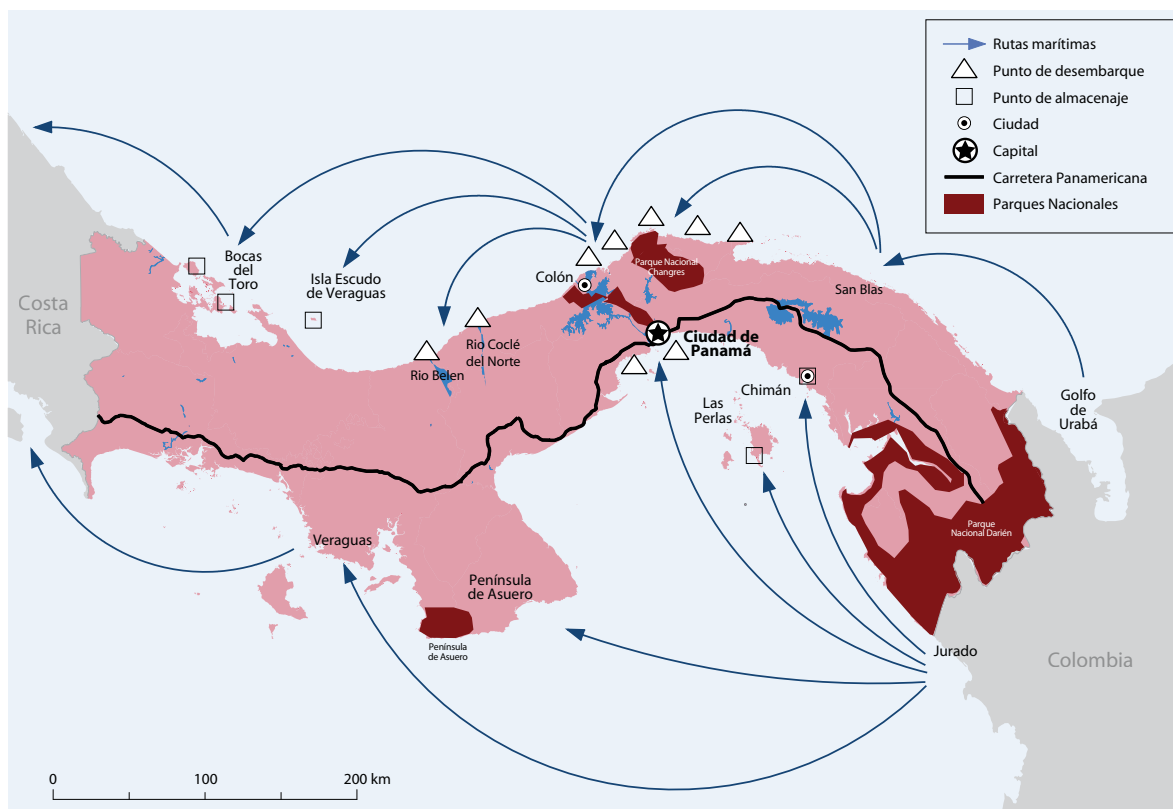 Rutas marítimas
Punto de desembarque
Punto de almacenaje
Ciudad
Capital
Carretera Panamericana
Parques Nacionales
Costa
Rica
Bocas
del
Toro
Isla Escudo
de Veraguas
Colón
Parque Nacional
Changres
San Blas
Rio Coclé
del Norte
Rio Belen
Ciudad de
Panamá
Chimán
Las
Perlas
Golfo
de
Urabá
Parque
Nacional Darién
Veraguas
Península
de Asuero
Península
de Asuero
Jurado
Colombia
0
100
200 km